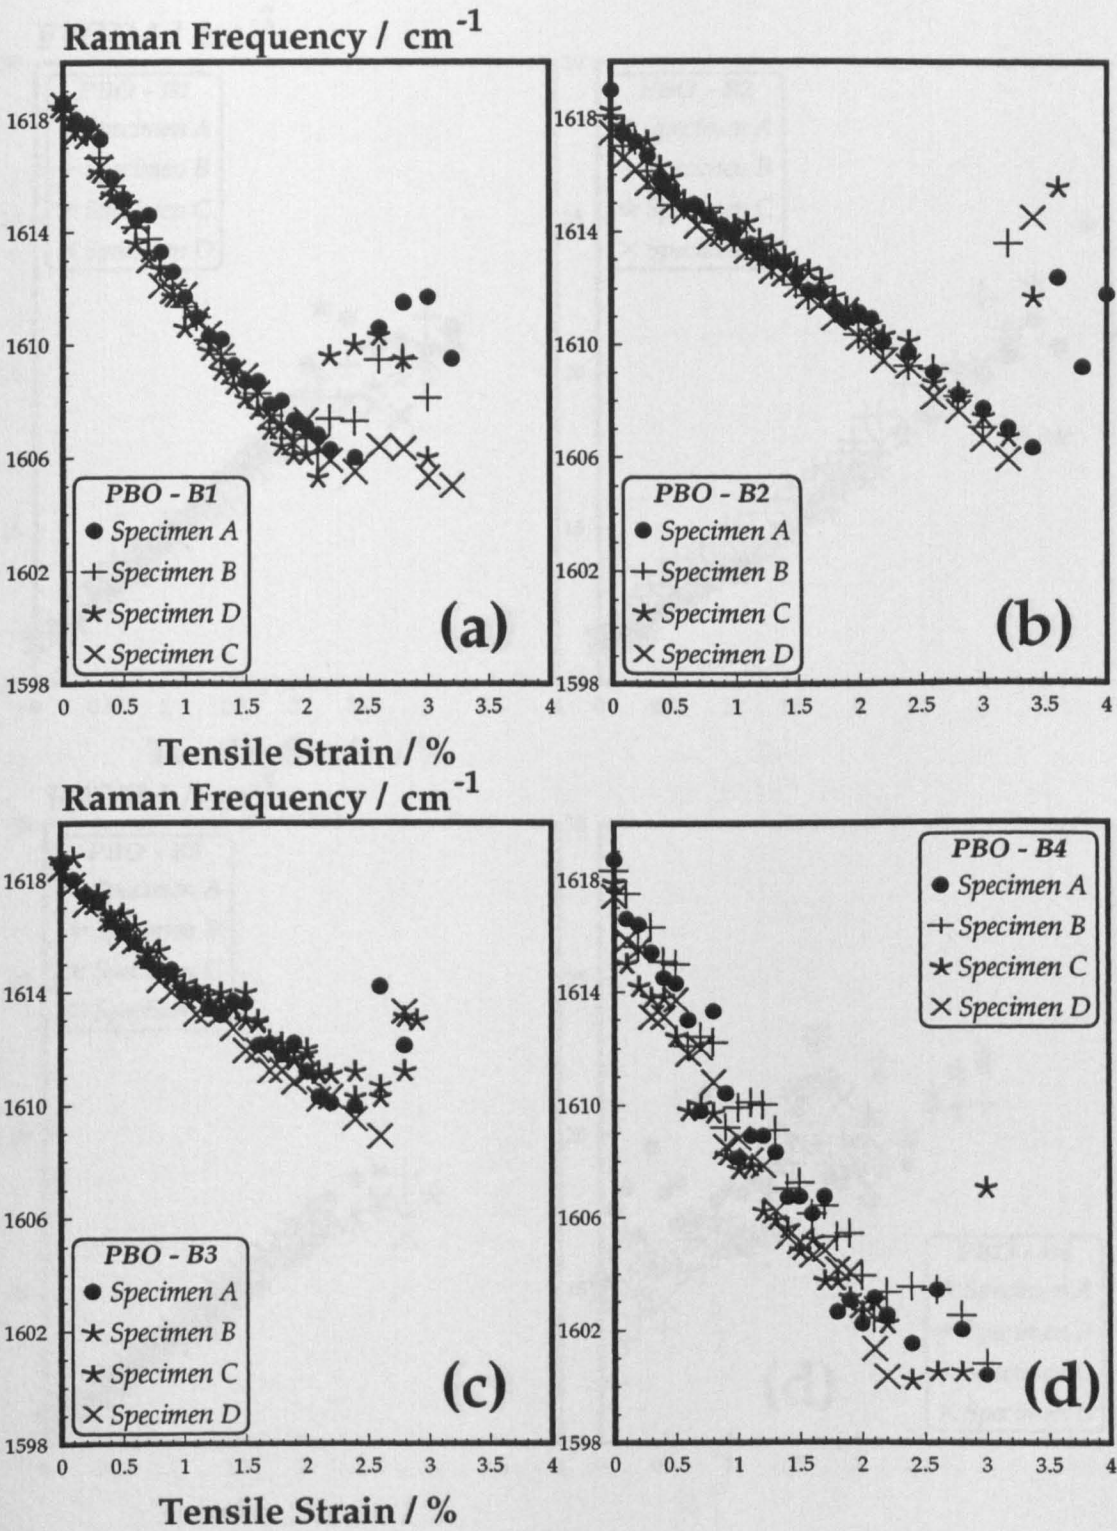 Raman Frequency / cm-1
1618
1614
1610
1606
1602
1598
PBO - B1
Specimen A
Specimen B
Specimen D
Specimen C
(a)
0 0.5 1 1.5 2 2.5 3 3.5 4
Tensile Strain / %
1618
1614
1610
1606
1602
1598
PBO - B2
Specimen A
Specimen B
Specimen C
Specimen D
(b)
0 0.5 1 1.5 2 2.5 3 3.5 4
Raman Frequency / cm-1
1618
1614
1610
1606
1602
1598
PBO - B3
Specimen A
Specimen B
Specimen C
Specimen D
(c)
0 0.5 1 1.5 2 2.5 3 3.5 4
Tensile Strain / %
1618
1614
1610
1606
1602
1598
PBO - B4
Specimen A
Specimen B
Specimen C
Specimen D
(d)
0 0.5 1 1.5 2 2.5 3 3.5 4